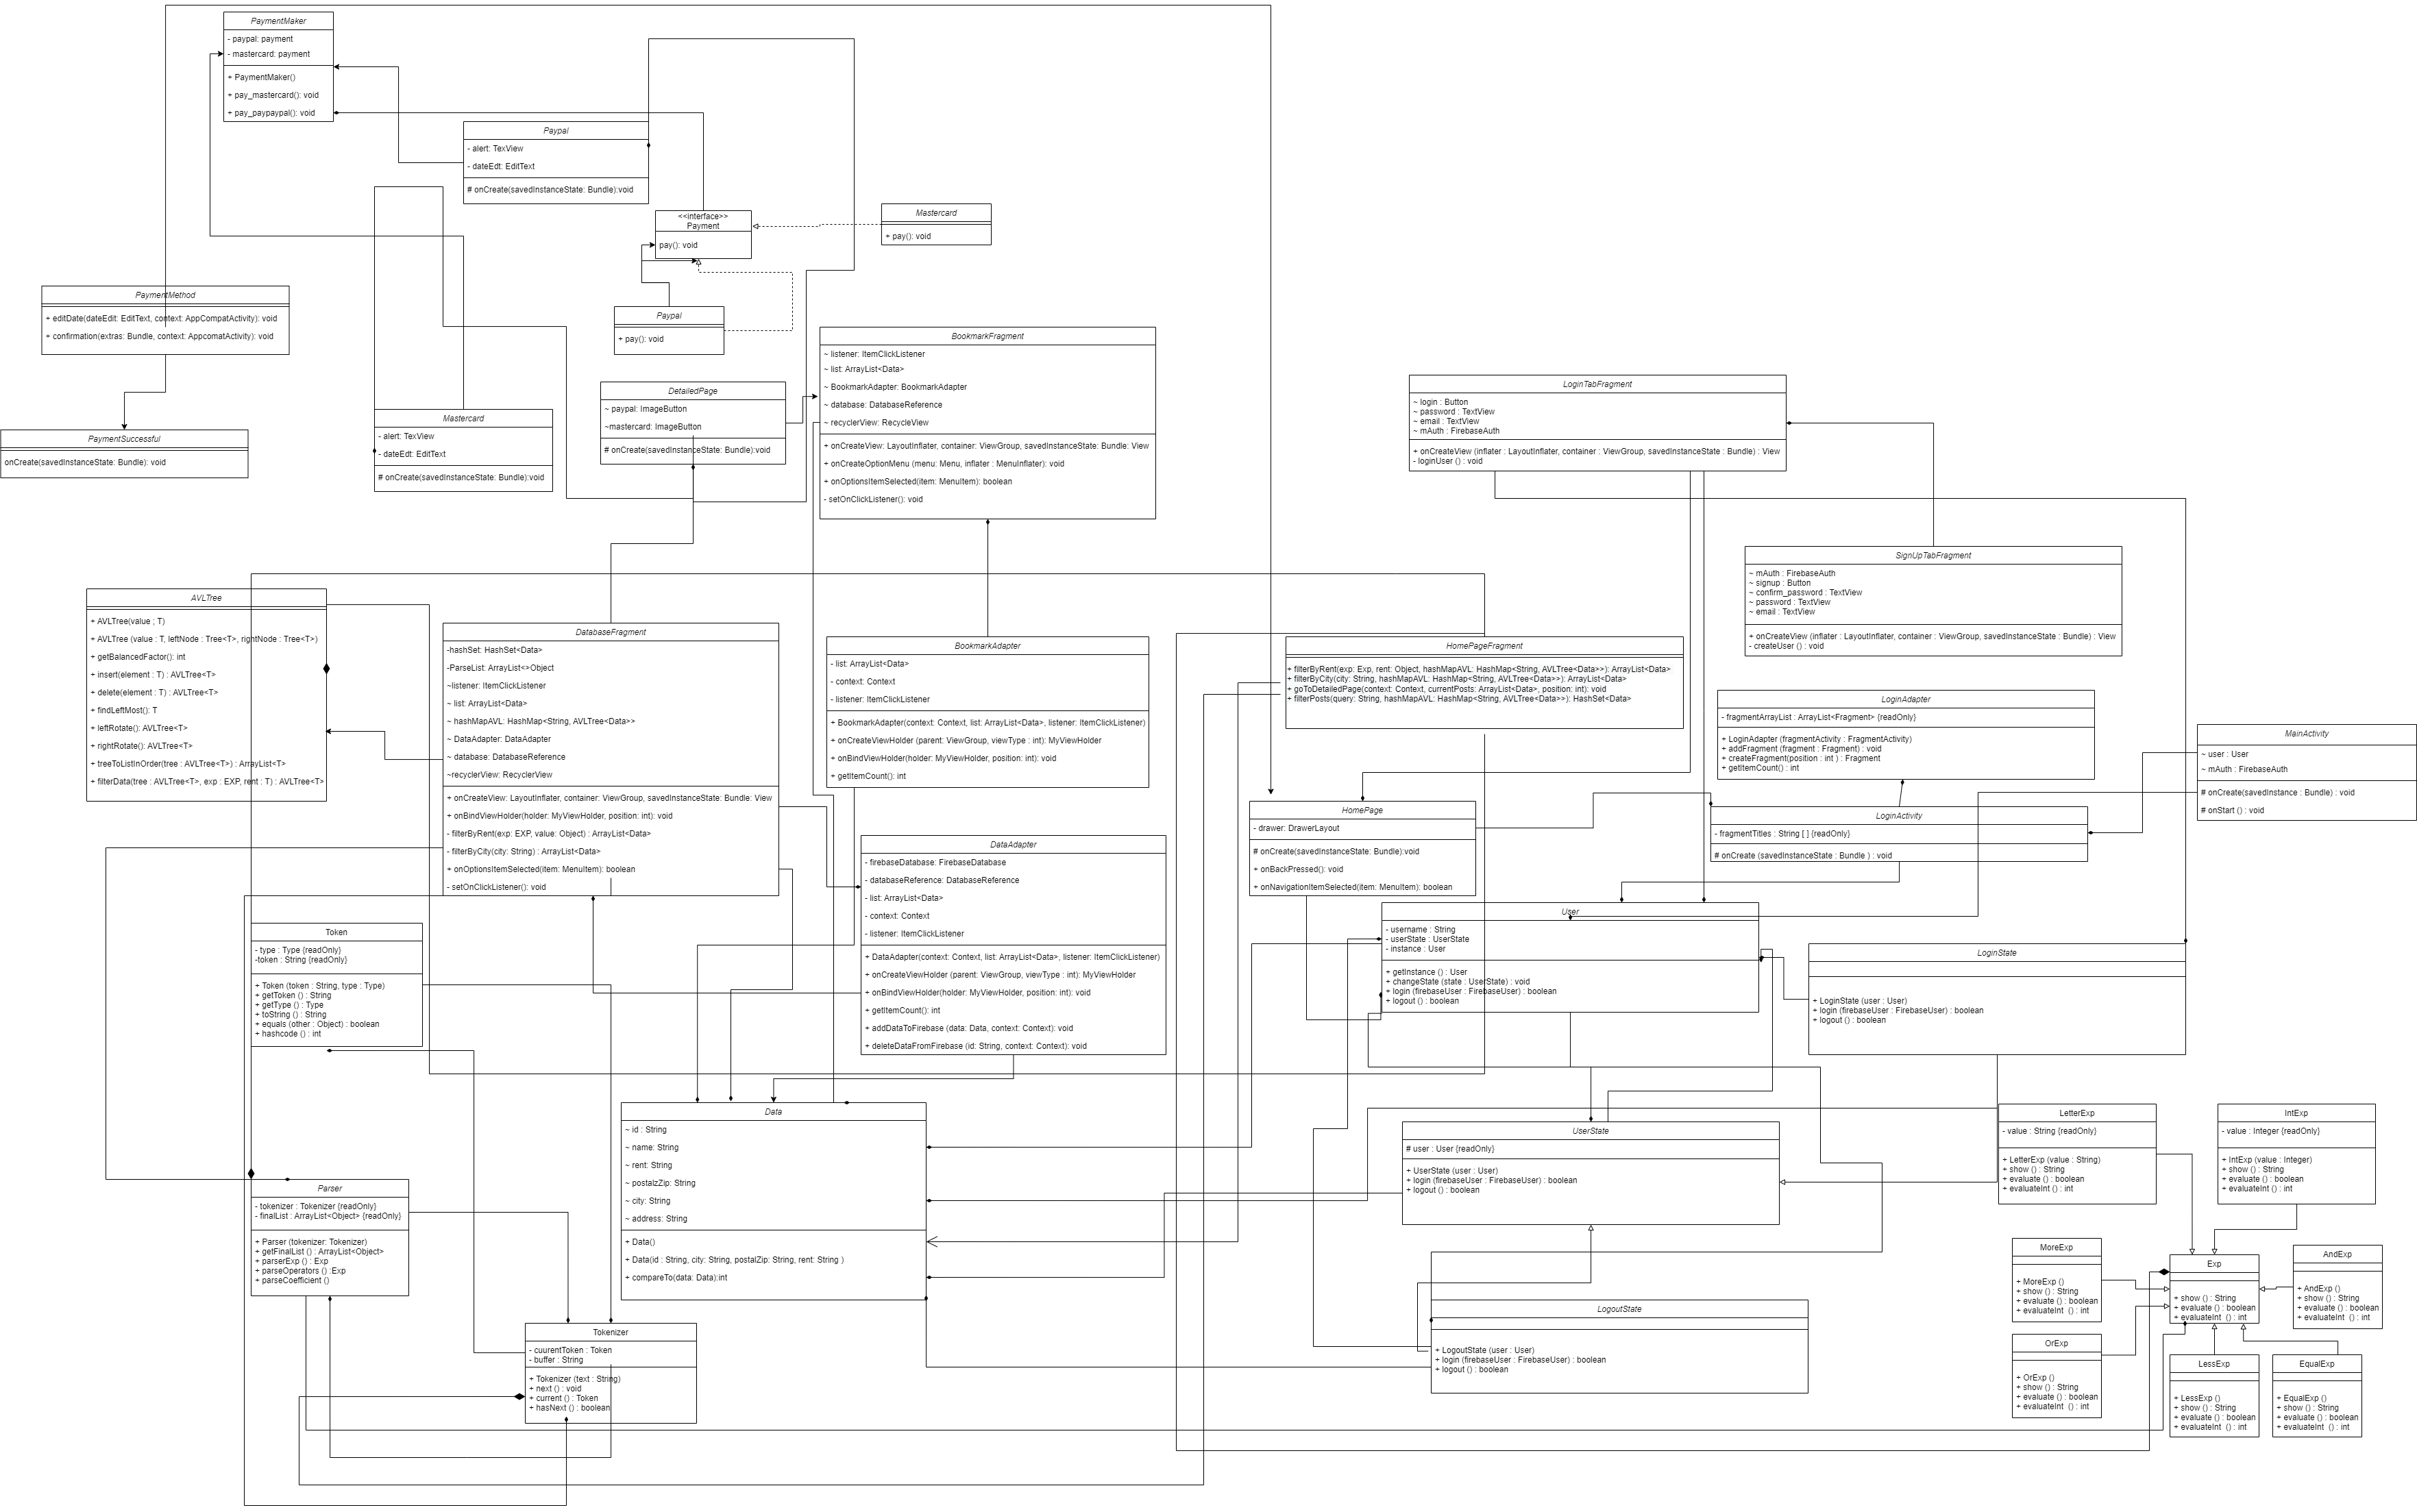 PaymentMaker
- paypal: payment
- mastercard: payment
+ PaymentMaker()
+ pay_mastercard(): void
+ pay_paypaypal(): void
Paypal
- alert: TexView
- dateEdt: EditText
# onCreate(savedInstanceState: Bundle):void
<<interface>>
Payment
pay(): void
Mastercard
+ pay(): void
PaymentMethod
+ editDate(dateEdit: EditText, context: AppCompatActivity): void
+ confirmation(extras: Bundle, context: AppcomatActivity): void
Paypal
+ pay(): void
PaymentSuccessful
onCreate(savedInstanceState: Bundle): void
Mastercard
- alert: TexView
- dateEdt: EditText
# onCreate(savedInstanceState: Bundle):void
DetailedPage
~ paypal: ImageButton
~mastercard: ImageButton
# onCreate(savedInstanceState: Bundle):void
BookmarkFragment
~ listener: ItemClickListener
~ list: ArrayList<Data>
~ BookmarkAdapter: BookmarkAdapter
~ database: DatabaseReference
~ recyclerView: RecycleView
+ onCreateView: LayoutInflater, container: ViewGroup, savedInstanceState: Bundle: View
+ onCreateOptionMenu (menu: Menu, inflater : MenuInflater): void
+ onOptionsItemSelected(item: MenuItem): boolean
- setOnClickListener(): void
LoginTabFragment
~ login : Button
~ password : TextView
~ email : TextView
~ mAuth : FirebaseAuth
+ onCreateView (inflater : LayoutInflater, container : ViewGroup, savedInstanceState : Bundle) : View
- loginUser () : void
SignUpTabFragment
~ mAuth : FirebaseAuth
~ signup : Button
~ confirm_password : TextView
~ password : TextView
~ email : TextView
+ onCreateView (inflater : LayoutInflater, container : ViewGroup, savedInstanceState : Bundle) : View
- createUser () : void
AVLTree
+ AVLTree(value ; T)
+ AVLTree (value : T, leftNode : Tree<T>, rightNode : Tree<T>)
+ getBalancedFactor(): int
+ insert(element : T) : AVLTree<T>
+ delete(element : T) : AVLTree<T>
+ findLeftMost(): T
+ leftRotate(): AVLTree<T>
+ rightRotate(): AVLTree<T>
+ treeToListInOrder(tree : AVLTree<T>) : ArrayList<T>
+ filterData(tree : AVLTree<T>, exp : EXP, rent : T) : AVLTree<T>
DatabaseFragment
-hashSet: HashSet<Data>
-ParseList: ArrayList<>Object
~listener: ItemClickListener
~ list: ArrayList<Data>
~ hashMapAVL: HashMap<String, AVLTree<Data>>
~ DataAdapter: DataAdapter
~ database: DatabaseReference
~recyclerView: RecyclerView
+ onCreateView: LayoutInflater, container: ViewGroup, savedInstanceState: Bundle: View
+ onBindViewHolder(holder: MyViewHolder, position: int): void
- filterByRent(exp: EXP, value: Object) : ArrayList<Data>
- filterByCity(city: String) : ArrayList<Data>
+ onOptionsItemSelected(item: MenuItem): boolean
- setOnClickListener(): void
BookmarkAdapter
- list: ArrayList<Data>
- context: Context
- listener: ItemClickListener
+ BookmarkAdapter(context: Context, list: ArrayList<Data>, listener: ItemClickListener)
+ onCreateViewHolder (parent: ViewGroup, viewType : int): MyViewHolder
+ onBindViewHolder(holder: MyViewHolder, position: int): void
+ getItemCount(): int
HomePageFragment
+ filterByRent(exp: Exp, rent: Object, hashMapAVL: HashMap<String, AVLTree<Data>>): ArrayList<Data>
+ filterByCity(city: String, hashMapAVL: HashMap<String, AVLTree<Data>>): ArrayList<Data>
+ goToDetailedPage(context: Context, currentPosts: ArrayList<Data>, position: int): void
+ filterPosts(query: String, hashMapAVL: HashMap<String, AVLTree<Data>>): HashSet<Data>
LoginAdapter
- fragmentArrayList : ArrayList<Fragment> {readOnly}
+ LoginAdapter (fragmentActivity : FragmentActivity)
+ addFragment (fragment : Fragment) : void
+ createFragment(position : int ) : Fragment
+ getItemCount() : int
MainActivity
~ user : User
~ mAuth : FirebaseAuth
# onCreate(savedInstance : Bundle) : void
# onStart () : void
HomePage
- drawer: DrawerLayout
# onCreate(savedInstanceState: Bundle):void
+ onBackPressed(): void
+ onNavigationItemSelected(item: MenuItem): boolean
LoginActivity
- fragmentTitles : String [ ] {readOnly}
# onCreate (savedInstanceState : Bundle ) : void
DataAdapter
- firebaseDatabase: FirebaseDatabase
- databaseReference: DatabaseReference
- list: ArrayList<Data>
- context: Context
- listener: ItemClickListener
+ DataAdapter(context: Context, list: ArrayList<Data>, listener: ItemClickListener)
+ onCreateViewHolder (parent: ViewGroup, viewType : int): MyViewHolder
+ onBindViewHolder(holder: MyViewHolder, position: int): void
+ getItemCount(): int
+ addDataToFirebase (data: Data, context: Context): void
+ deleteDataFromFirebase (id: String, context: Context): void
User
- username : String
- userState : UserState
- instance : User
+ getInstance () : User
+ changeState (state : UserState) : void
+ login (firebaseUser : FirebaseUser) : boolean
+ logout () : boolean
LoginState
+ LoginState (user : User)
+ login (firebaseUser : FirebaseUser) : boolean
+ logout () : boolean
Token
- type : Type {readOnly}
-token : String {readOnly}
+ Token (token : String, type : Type)
+ getToken () : String
+ getType () : Type
+ toString () : String
+ equals (other : Object) : boolean
+ hashcode () : int
Data
~ id : String
~ name: String
~ rent: String
~ postalzZip: String
~ city: String
~ address: String
+ Data()
+ Data(id : String, city: String, postalZip: String, rent: String )
+ compareTo(data: Data):int
UserState
# user : User {readOnly}
+ UserState (user : User)
+ login (firebaseUser : FirebaseUser) : boolean
+ logout () : boolean
LetterExp
- value : String {readOnly}
+ LetterExp (value : String)
+ show () : String
+ evaluate () : boolean
+ evaluateInt () : int
IntExp
- value : Integer {readOnly}
+ IntExp (value : Integer)
+ show () : String
+ evaluate () : boolean
+ evaluateInt () : int
Parser
- tokenizer : Tokenizer {readOnly}
- finalList : ArrayList<Object> {readOnly}
+ Parser (tokenizer: Tokenizer)
+ getFinalList () : ArrayList<Object>
+ parserExp () : Exp
+ parseOperators () :Exp
+ parseCoefficient ()
MoreExp
+ MoreExp ()
+ show () : String
+ evaluate () : boolean
+ evaluateInt () : int
Exp
+ show () : String
+ evaluate () : boolean
+ evaluateInt () : int
AndExp
+ AndExp ()
+ show () : String
+ evaluate () : boolean
+ evaluateInt () : int
LogoutState
+ LogoutState (user : User)
+ login (firebaseUser : FirebaseUser) : boolean
+ logout () : boolean
Tokenizer
- cuurentToken : Token
- buffer : String
+ Tokenizer (text : String)
+ next () : void
+ current () : Token
+ hasNext () : boolean
OrExp
+ OrExp ()
+ show () : String
+ evaluate () : boolean
+ evaluateInt () : int
LessExp
+ LessExp ()
+ show () : String
+ evaluate () : boolean
+ evaluateInt () : int
EqualExp
+ EqualExp ()
+ show () : String
+ evaluate () : boolean
+ evaluateInt () : int